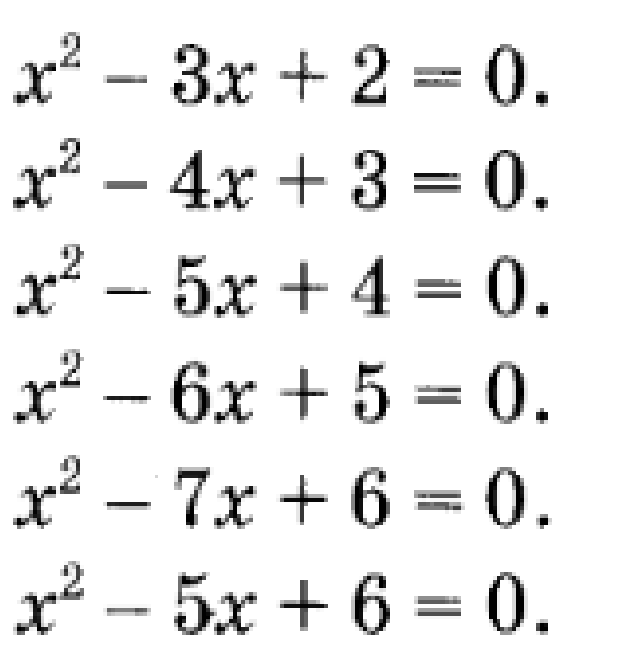 x² − 3x + 2 = 0.
x² − 4x + 3 = 0.
x² − 5x + 4 = 0.
x² − 6x + 5 = 0.
x² − 7x + 6 = 0.
x² − 5x + 6 = 0.